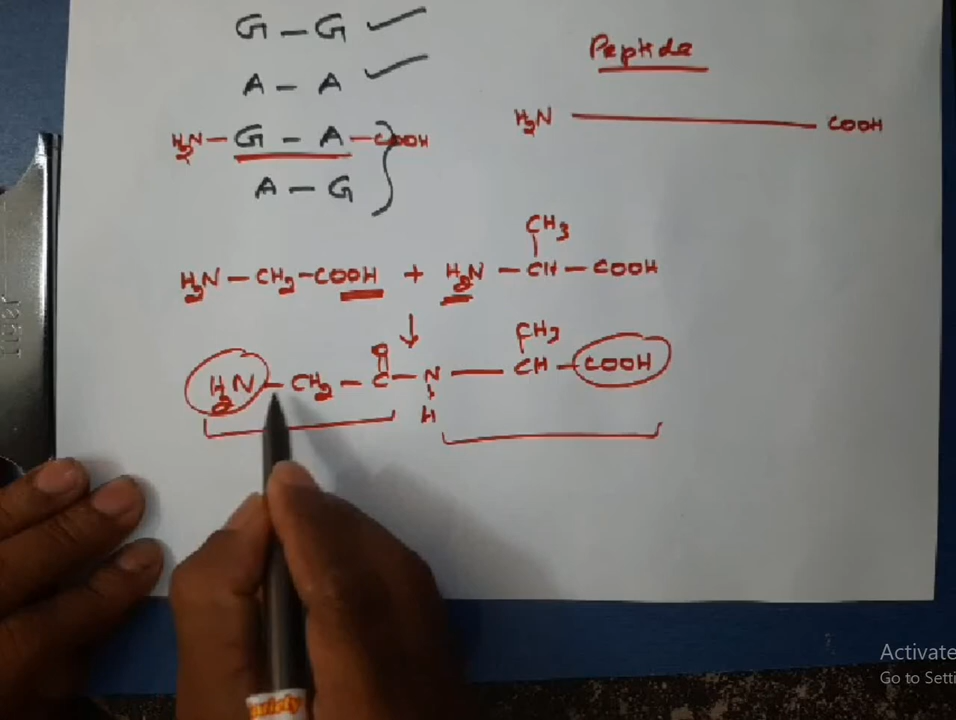 G – G ✓
A – A ✓
H2N – G – A – COOH
A – G
Peptide
H2N ——— COOH
CH3
H2N – CH2 – COOH + H2N – CH – COOH
↓
O CH3
H2N – CH2 – C – N — CH – COOH
H
Tiger
Activate
Go to Setti